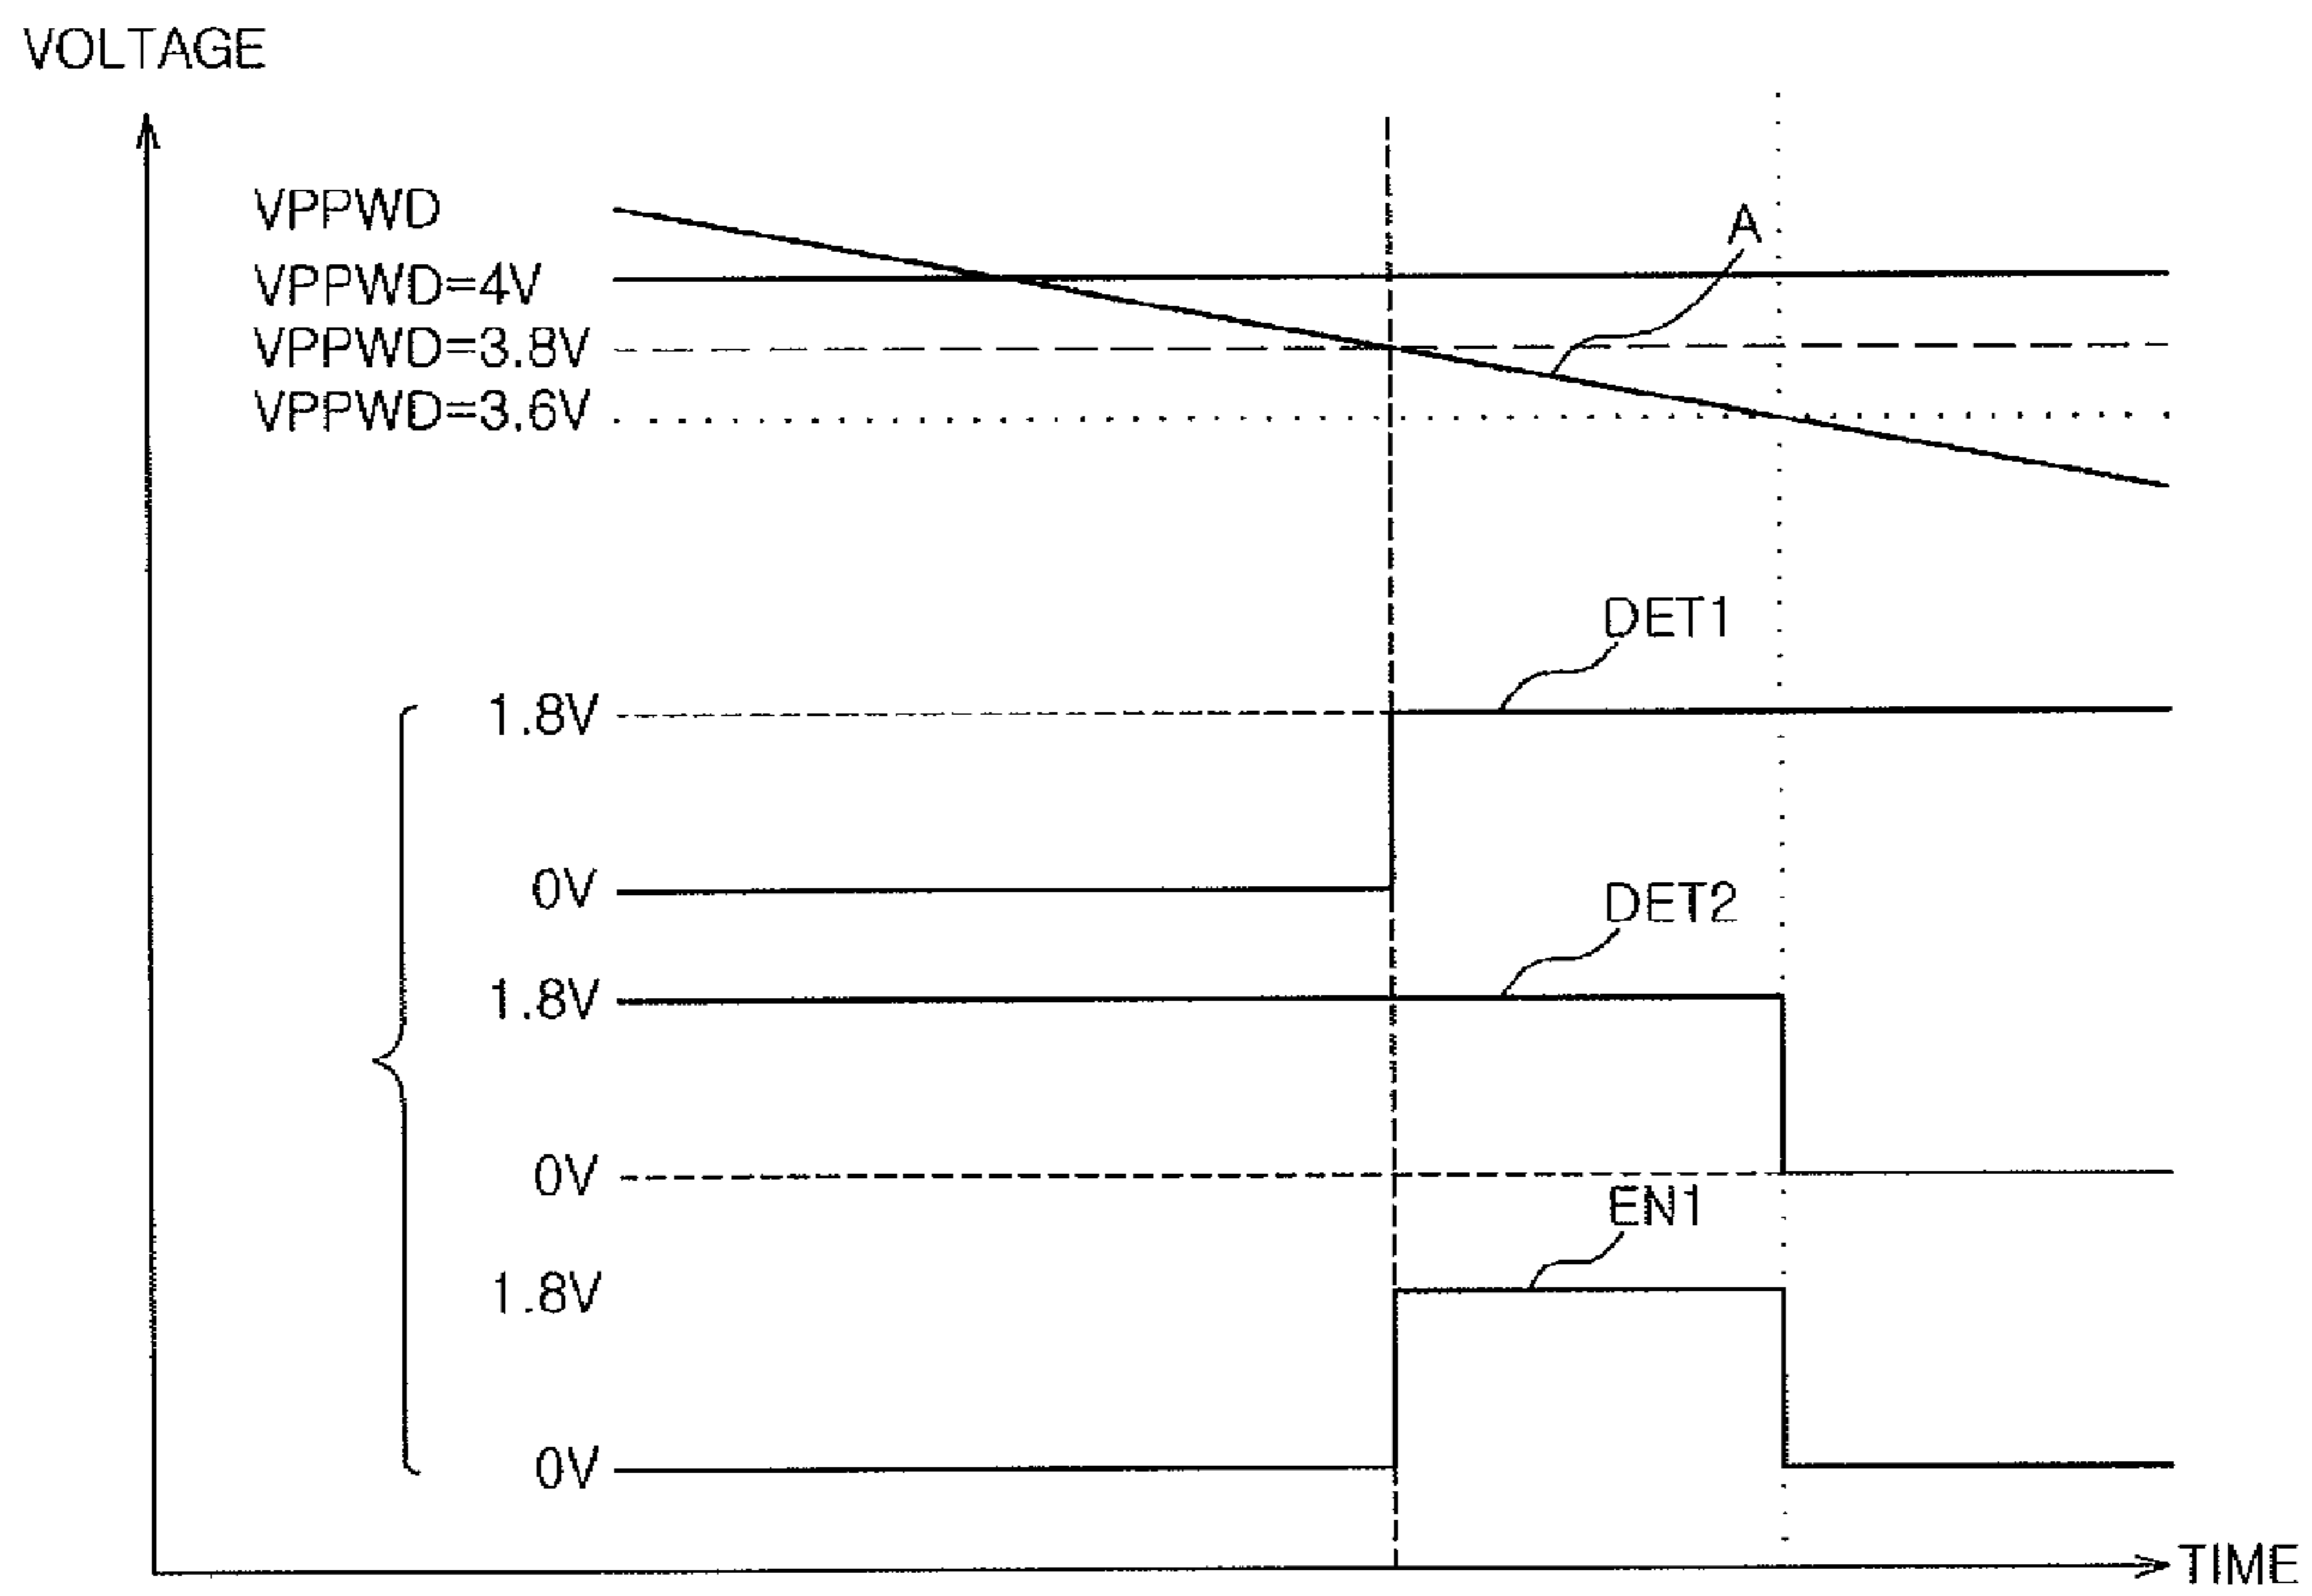 VOLTAGE
VPPWD
A
VPPWD=4V
VPPWD=3.8V
VPPWD=3.6V
DET1
1.8V
0V
DET2
1.8V
0V
EN1
1.8V
0V
TIME